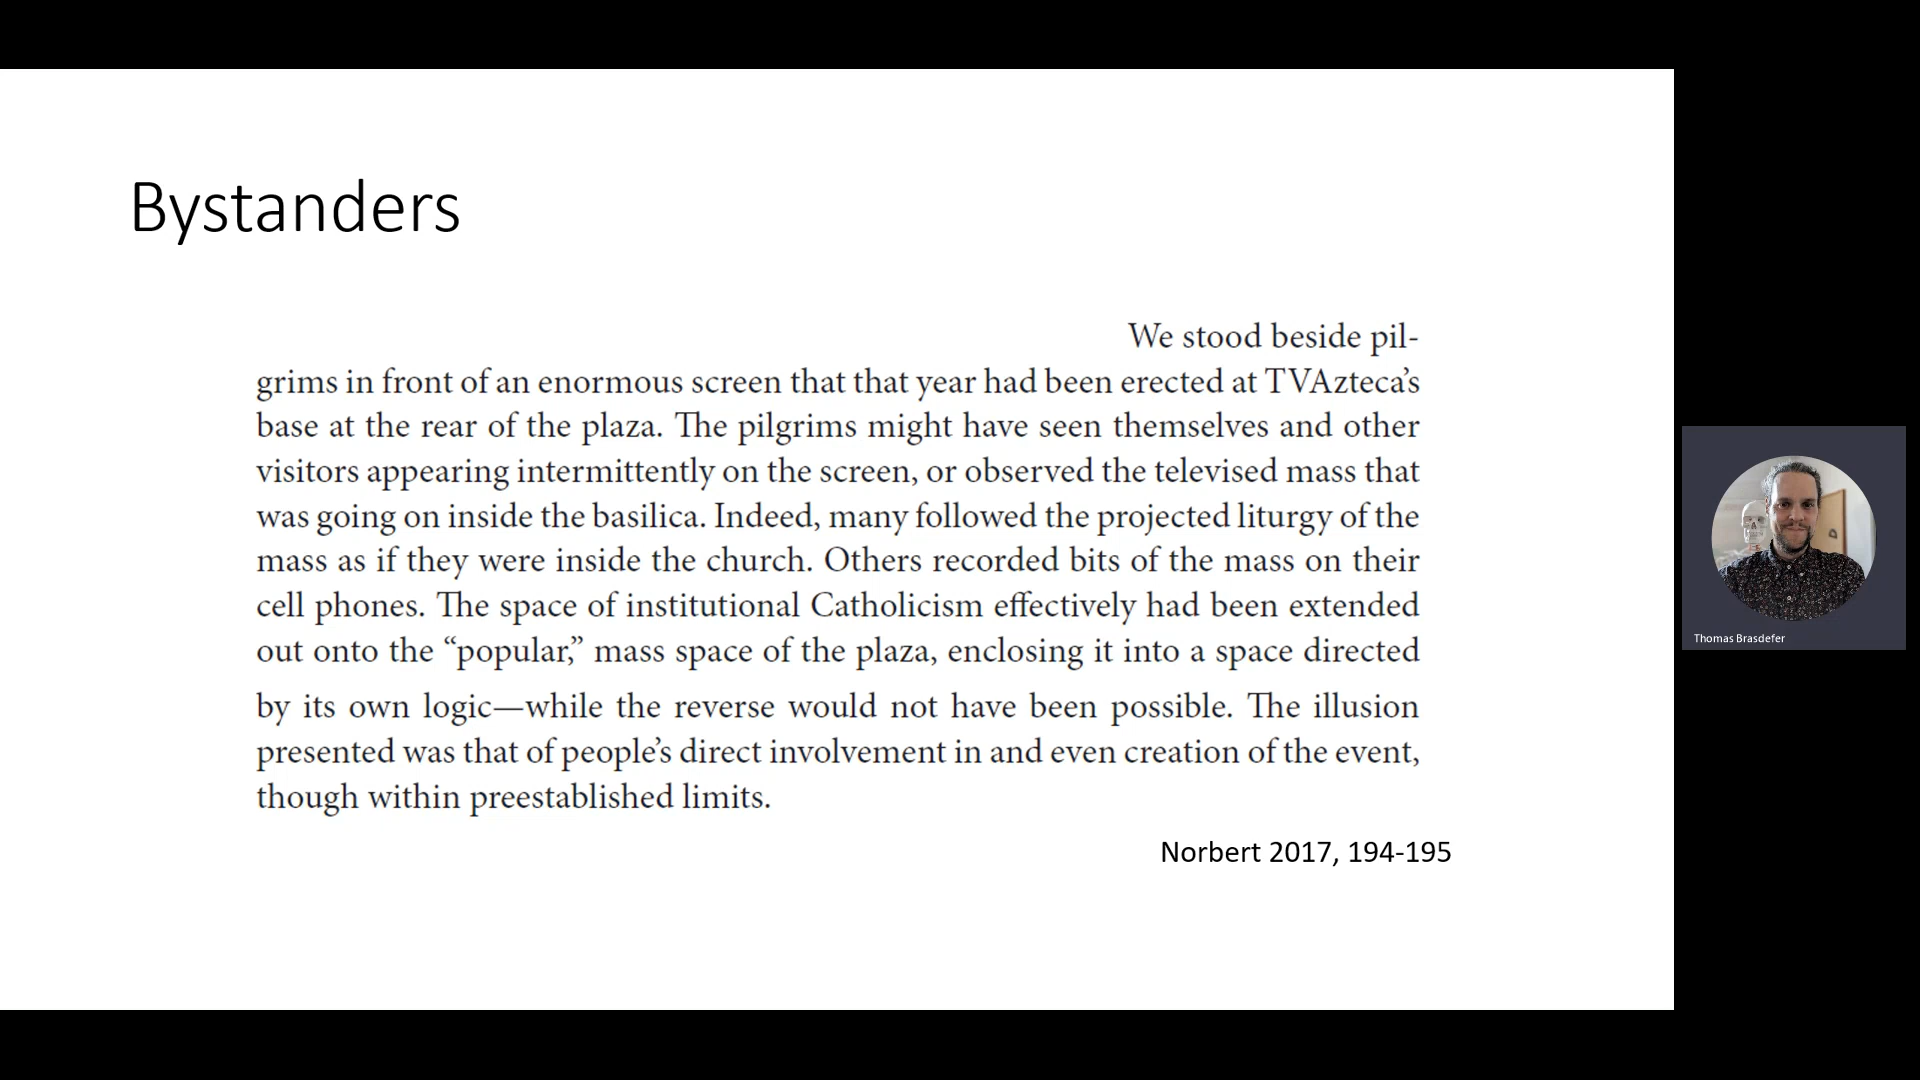 Bystanders
We stood beside pil-
grims in front of an enormous screen that that year had been erected at TVAzteca’s
base at the rear of the plaza. The pilgrims might have seen themselves and other
visitors appearing intermittently on the screen, or observed the televised mass that
was going on inside the basilica. Indeed, many followed the projected liturgy of the
mass as if they were inside the church. Others recorded bits of the mass on their
cell phones. The space of institutional Catholicism effectively had been extended
out onto the “popular,” mass space of the plaza, enclosing it into a space directed
by its own logic—while the reverse would not have been possible. The illusion
presented was that of people’s direct involvement in and even creation of the event,
though within preestablished limits.
Norbert 2017, 194-195
Thomas Brasdefer